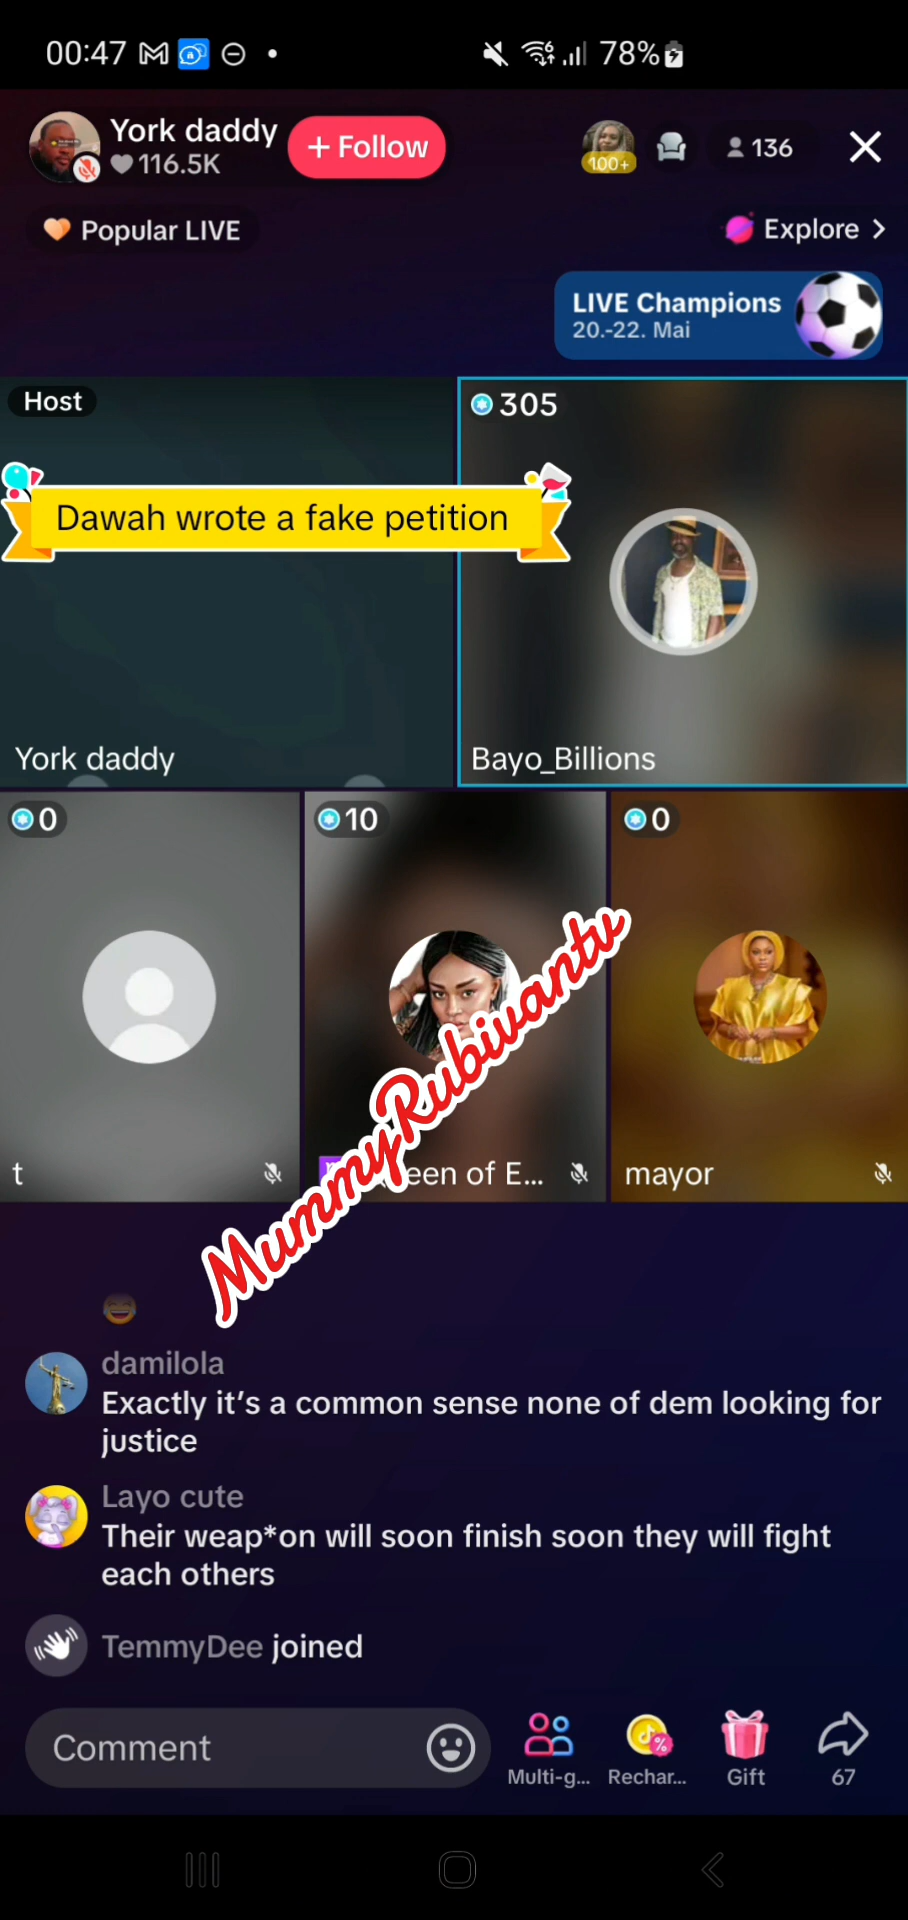 00:47
78%
York daddy
116.5K
+ Follow
100+
136
Popular LIVE
Explore >
LIVE Champions
20.-22. Mai
Host
305
Dawah wrote a fake petition
York daddy
Bayo_Billions
0
10
0
t
een of E...
mayor
MummyRubivantv
damilola
Exactly it's a common sense none of dem looking for
justice
Layo cute
Their weap*on will soon finish soon they will fight
each others
TemmyDee joined
Comment
Multi-g...
Rechar...
Gift
67